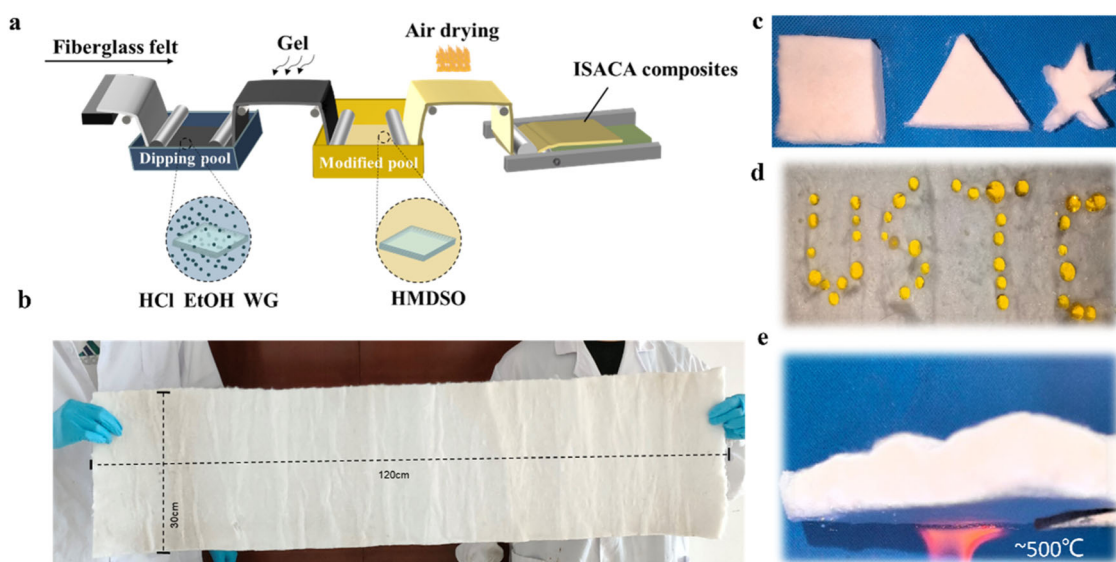 a
Fiberglass felt
Gel
Air drying
ISACA composites
Dipping pool
Modified pool
HCl EtOH WG
HMDSO
b
120cm
30cm
c
d
USTC
e
~500℃